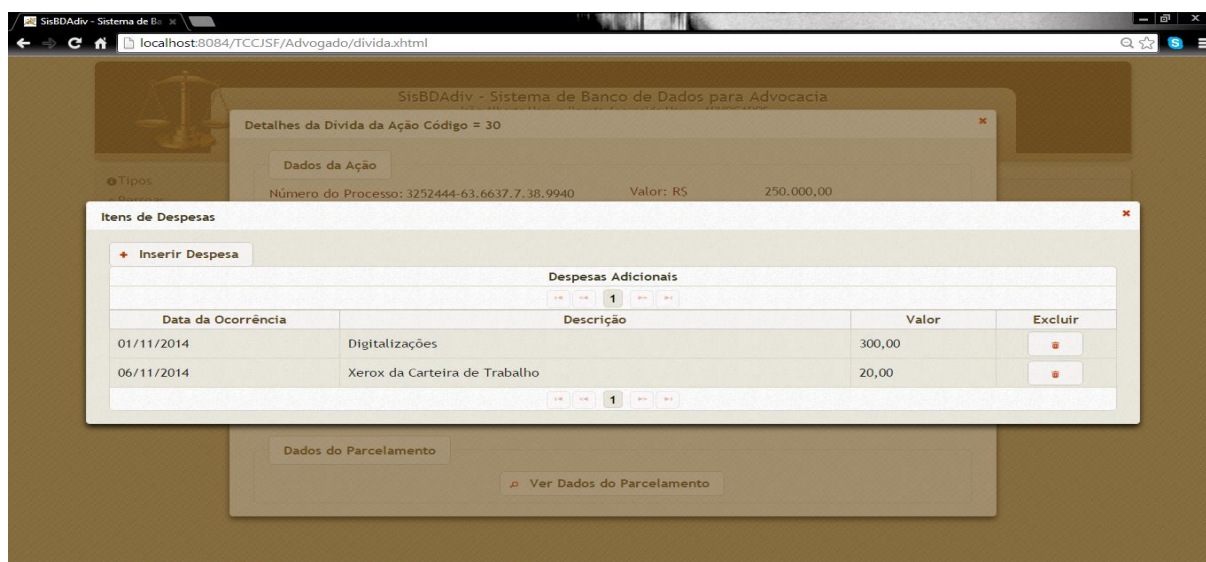 SisBDAdiv - Sistema de Ba
localhost:8084/TCCJSF/Advogado/divida.xhtml
SisBDAdiv - Sistema de Banco de Dados para Advocacia
Detalhes da Dívida da Ação Código = 30
Dados da Ação
Tipos
Número do Processo: 3252444-63.6637.7.38.9940 Valor: R$ 250.000,00
Itens de Despesas
Inserir Despesa
Despesas Adicionais
1
Data da Ocorrência Descrição Valor Excluir
01/11/2014 Digitalizações 300,00
06/11/2014 Xerox da Carteira de Trabalho 20,00
1
Dados do Parcelamento
Ver Dados do Parcelamento